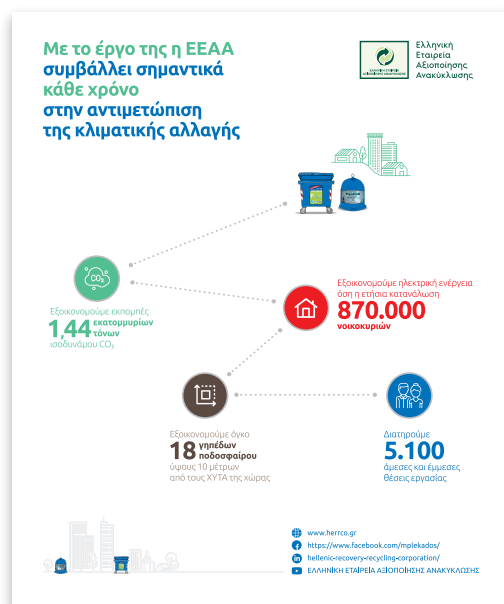 Με το έργο της η ΕΕΑΑ
συμβάλλει σημαντικά
κάθε χρόνο
στην αντιμετώπιση
της κλιματικής αλλαγής
Ελληνική
Εταιρεία
Αξιοποίησης
Ανακύκλωσης
CO₂
Εξοικονομούμε εκπομπές
1,44 εκατομμυρίων
τόνων
ισοδυνάμου CO₂
Εξοικονομούμε ηλεκτρική ενέργεια
όση η ετήσια κατανάλωση
870.000
νοικοκυριών
Εξοικονομούμε όγκο
18 γηπέδων
ποδοσφαίρου
ύψους 10 μέτρων
από τους ΧΥΤΑ της χώρας
Διατηρούμε
5.100
άμεσες και έμμεσες
θέσεις εργασίας
www.herrco.gr
https://www.facebook.com/mplekados/
hellenic-recovery-recycling-corporation/
ΕΛΛΗΝΙΚΗ ΕΤΑΙΡΕΙΑ ΑΞΙΟΠΟΙΗΣΗΣ ΑΝΑΚΥΚΛΩΣΗΣ